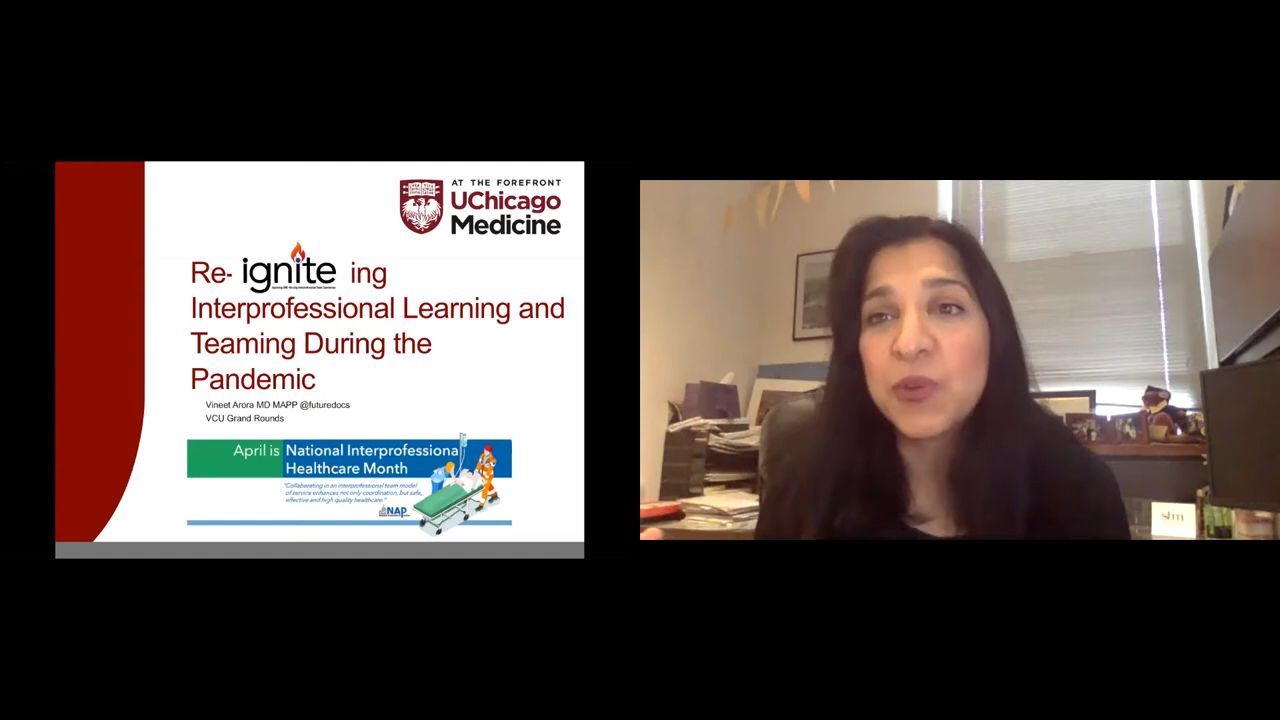 AT THE FOREFRONT
UChicago
Medicine
Re- ignite ing
Interprofessional Learning and
Teaming During the
Pandemic
Vineet Arora MD MAPP @futuredocs
VCU Grand Rounds
April is National Interprofessiona
Healthcare Month
"Collaborating in an interprofessional team model
of service enhances not only coordination, but safe,
effective and high quality healthcare."
NAP